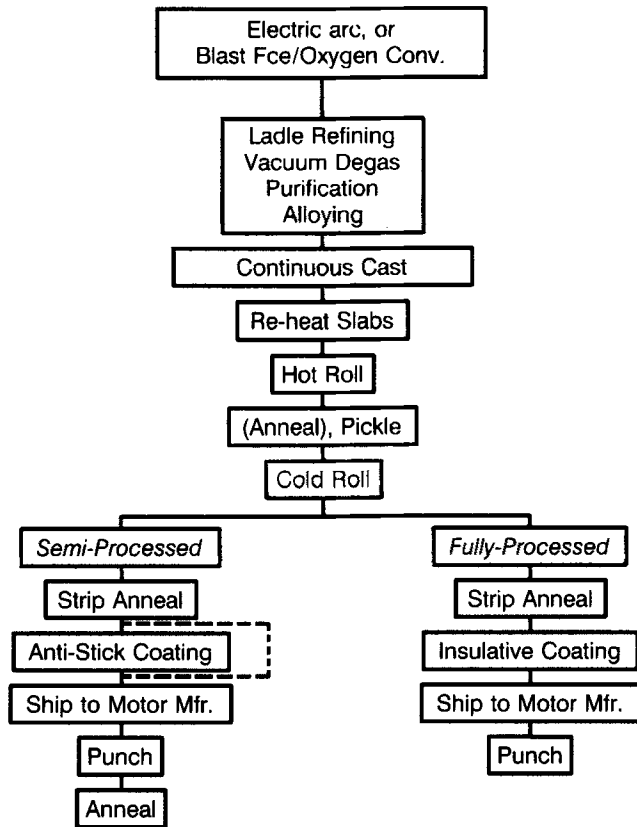 Electric arc, or
Blast Fce/Oxygen Conv.
Ladle Refining
Vacuum Degas
Purification
Alloying
Continuous Cast
Re-heat Slabs
Hot Roll
(Anneal), Pickle
Cold Roll
Semi-Processed
Strip Anneal
Anti-Stick Coating
Ship to Motor Mfr.
Punch
Anneal
Fully-Processed
Strip Anneal
Insulative Coating
Ship to Motor Mfr.
Punch